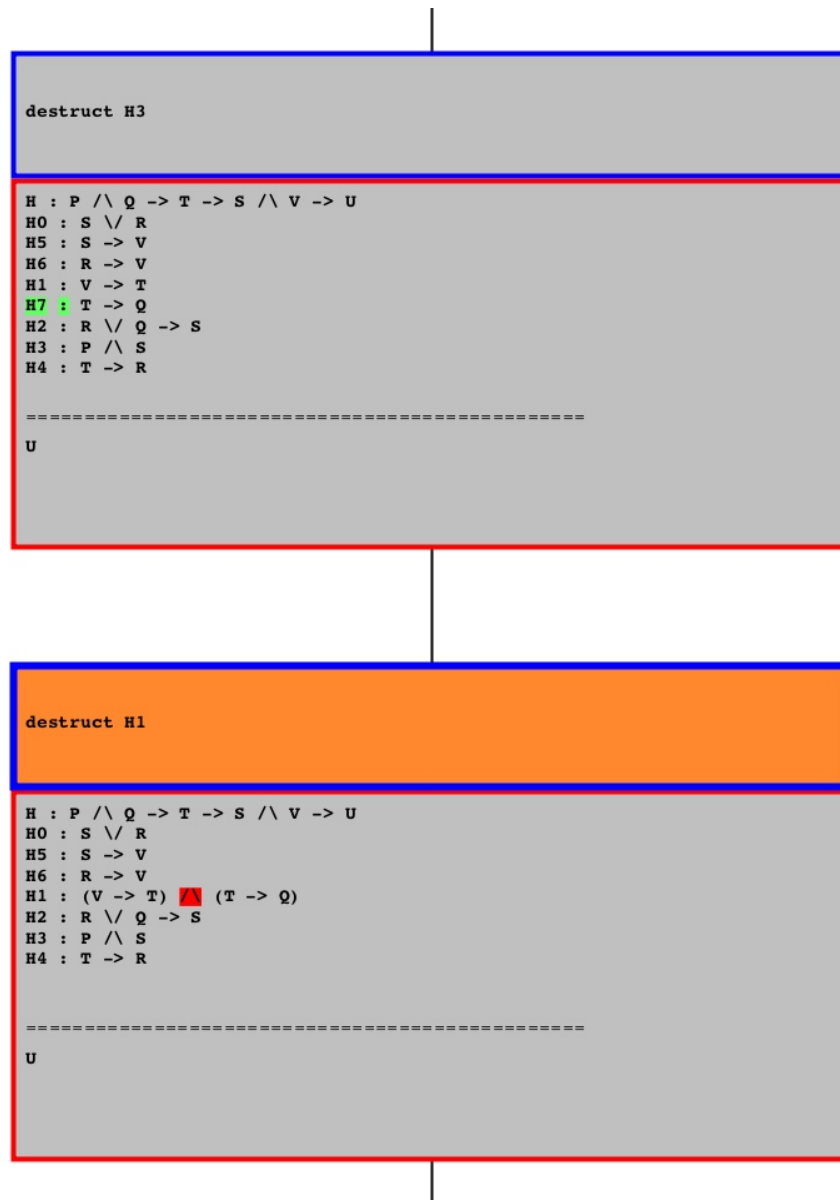 destruct H3
H : P /\ Q -> T -> S /\ V -> U
H0 : S \/ R
H5 : S -> V
H6 : R -> V
H1 : V -> T
H7 : T -> Q
H2 : R \/ Q -> S
H3 : P /\ S
H4 : T -> R
================================================
U
destruct H1
H : P /\ Q -> T -> S /\ V -> U
H0 : S \/ R
H5 : S -> V
H6 : R -> V
H1 : (V -> T) /\ (T -> Q)
H2 : R \/ Q -> S
H3 : P /\ S
H4 : T -> R
================================================
U